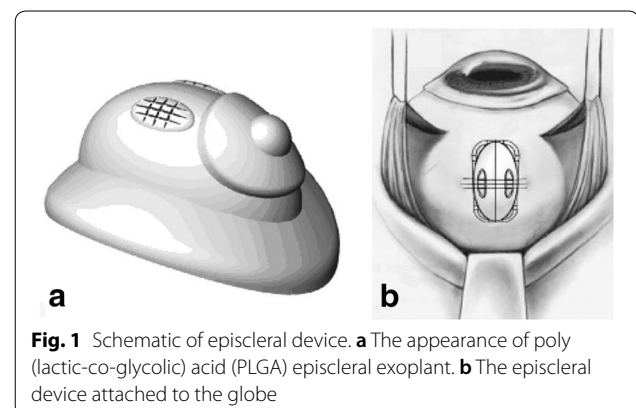 a
b
Fig. 1 Schematic of episcleral device. a The appearance of poly
(lactic-co-glycolic) acid (PLGA) episcleral exoplant. b The episcleral
device attached to the globe